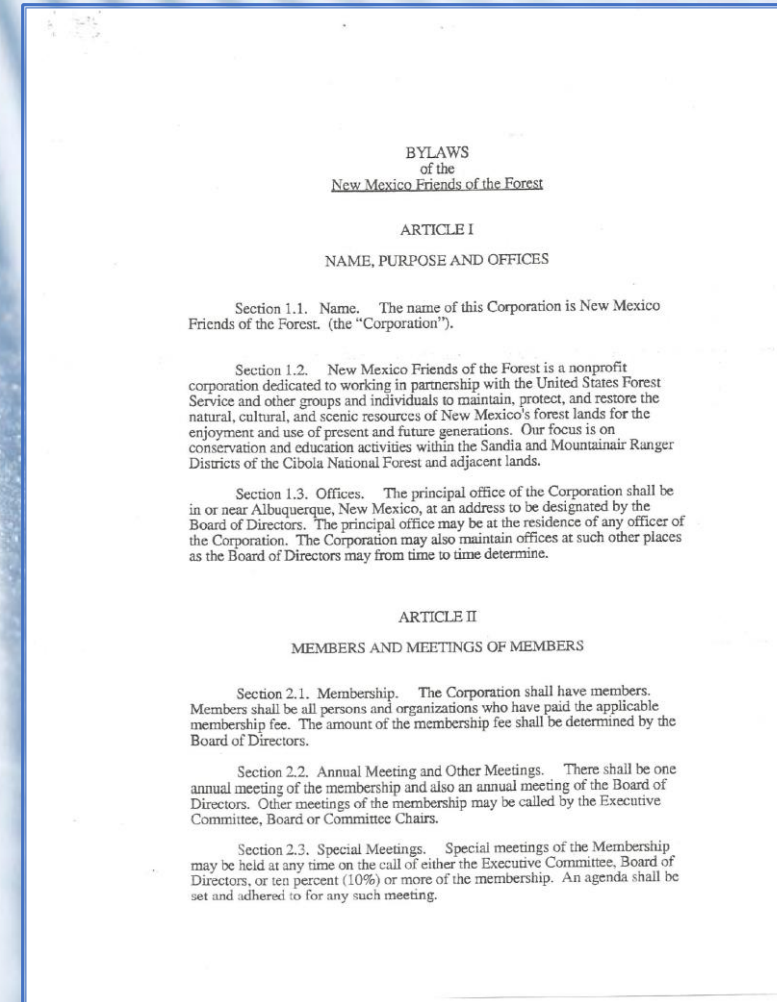 BYLAWS
of the
New Mexico Friends of the Forest
ARTICLE I
NAME, PURPOSE AND OFFICES
Section 1.1. Name. The name of this Corporation is New Mexico
Friends of the Forest. (the “Corporation”).
Section 1.2. New Mexico Friends of the Forest is a nonprofit
corporation dedicated to working in partnership with the United States Forest
Service and other groups and individuals to maintain, protect, and restore the
natural, cultural, and scenic resources of New Mexico's forest lands for the
enjoyment and use of present and future generations. Our focus is on
conservation and education activities within the Sandia and Mountainair Ranger
Districts of the Cibola National Forest and adjacent lands.
Section 1.3. Offices. The principal office of the Corporation shall be
in or near Albuquerque, New Mexico, at an address to be designated by the
Board of Directors. The principal office may be at the residence of any officer of
the Corporation. The Corporation may also maintain offices at such other places
as the Board of Directors may from time to time determine.
ARTICLE II
MEMBERS AND MEETINGS OF MEMBERS
Section 2.1. Membership. The Corporation shall have members.
Members shall be all persons and organizations who have paid the applicable
membership fee. The amount of the membership fee shall be determined by the
Board of Directors.
Section 2.2. Annual Meeting and Other Meetings. There shall be one
annual meeting of the membership and also an annual meeting of the Board of
Directors. Other meetings of the membership may be called by the Executive
Committee, Board or Committee Chairs.
Section 2.3. Special Meetings. Special meetings of the Membership
may be held at any time on the call of either the Executive Committee, Board of
Directors, or ten percent (10%) or more of the membership. An agenda shall be
set and adhered to for any such meeting.